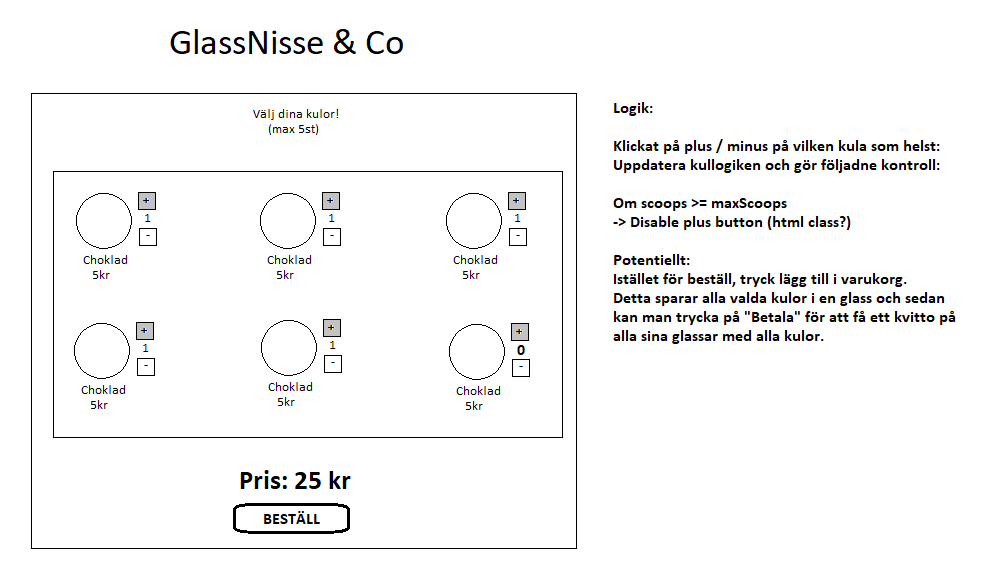 GlassNisse & Co
Välj dina kulor!
(max 5st)
+
1
-
Choklad
5kr
+
1
-
Choklad
5kr
+
1
-
Choklad
5kr
+
1
-
Choklad
5kr
+
1
-
Choklad
5kr
+
0
-
Choklad
5kr
Pris: 25 kr
BESTÄLL
Logik:
Klickat på plus / minus på vilken kula som helst:
Uppdatera kullogiken och gör följadne kontroll:
Om scoops >= maxScoops
-> Disable plus button (html class?)
Potentiellt:
Istället för beställ, tryck lägg till i varukorg.
Detta sparar alla valda kulor i en glass och sedan
kan man trycka på "Betala" för att få ett kvitto på
alla sina glassar med alla kulor.